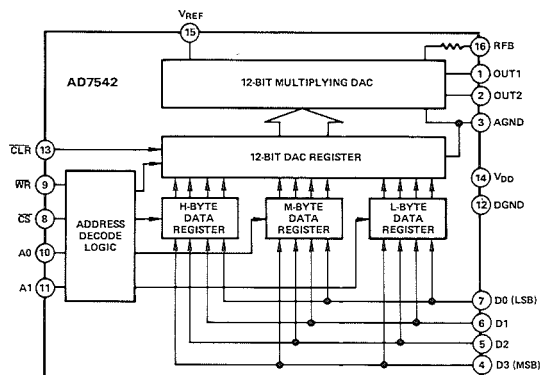 VREF
15
AD7542
16 RFB
12-BIT MULTIPLYING DAC
1 OUT1
2 OUT2
3 AGND
CLR 13
12-BIT DAC REGISTER
WR 9
14 VDD
CS 8
12 DGND
ADDRESS
DECODE
LOGIC
H-BYTE
DATA
REGISTER
M-BYTE
DATA
REGISTER
L-BYTE
DATA
REGISTER
A0 10
A1 11
7 D0 (LSB)
6 D1
5 D2
4 D3 (MSB)